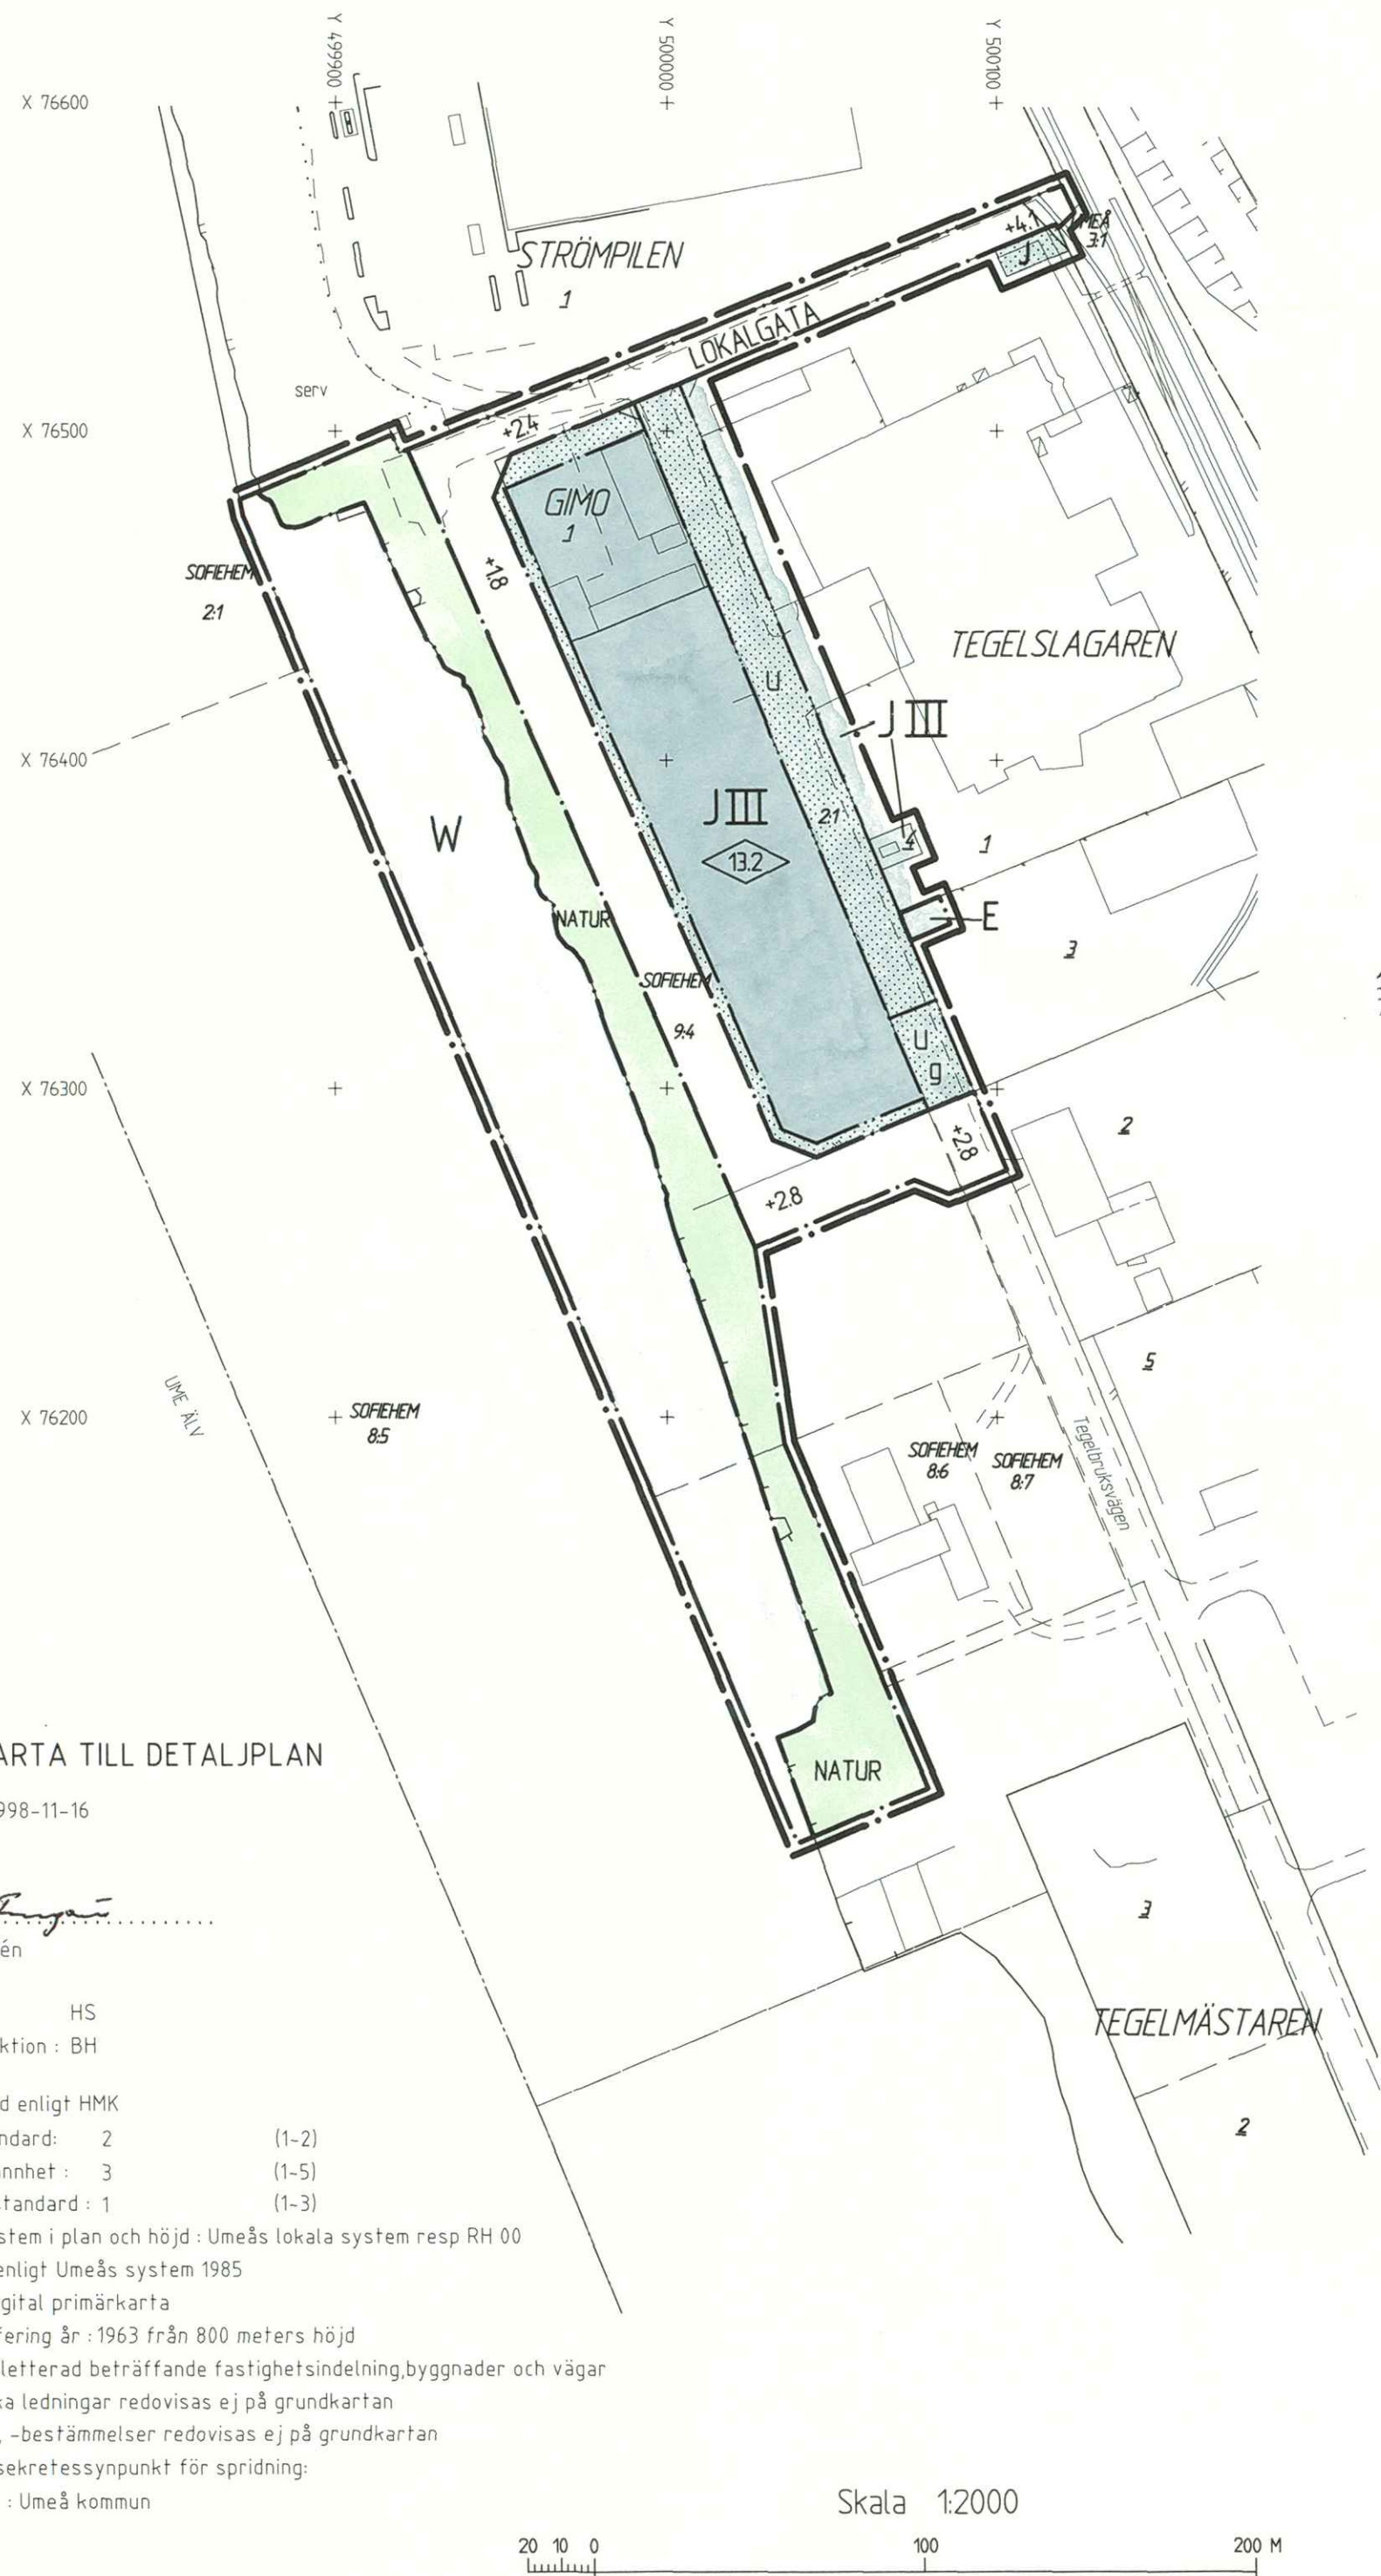 Y 499900
Y 500000
Y 500100
X 76600
UMEÅ
3:1
+4.1
J
STRÖMPILEN
1
LOKALGATA
serv
X 76500
+2.4
GIMO
1
+1.8
SOFIEHEM
2:1
TEGELSLAGAREN
U
J III
X 76400
J III
13.2
W
2:1
4
1
E
NATUR
3
SOFIEHEM
9:4
U
g
X 76300
2
+2.8
+2.8
5
UME ÄLV
X 76200
SOFIEHEM
8:5
SOFIEHEM
8:6
SOFIEHEM
8:7
Tegelbruksvägen
ARTA TILL DETALJPLAN
NATUR
998-11-16
3
én
HS
ktion : BH
TEGELMÄSTAREN
d enligt HMK
ndard: 2 (1-2)
2
nnhet : 3 (1-5)
tandard : 1 (1-3)
stem i plan och höjd : Umeås lokala system resp RH 00
enligt Umeås system 1985
gital primärkarta
fering år : 1963 från 800 meters höjd
letterad beträffande fastighetsindelning,byggnader och vägar
ka ledningar redovisas ej på grundkartan
, -bestämmelser redovisas ej på grundkartan
sekretessynpunkt för spridning:
: Umeå kommun
Skala 1:2000
20 10 0 100 200 M